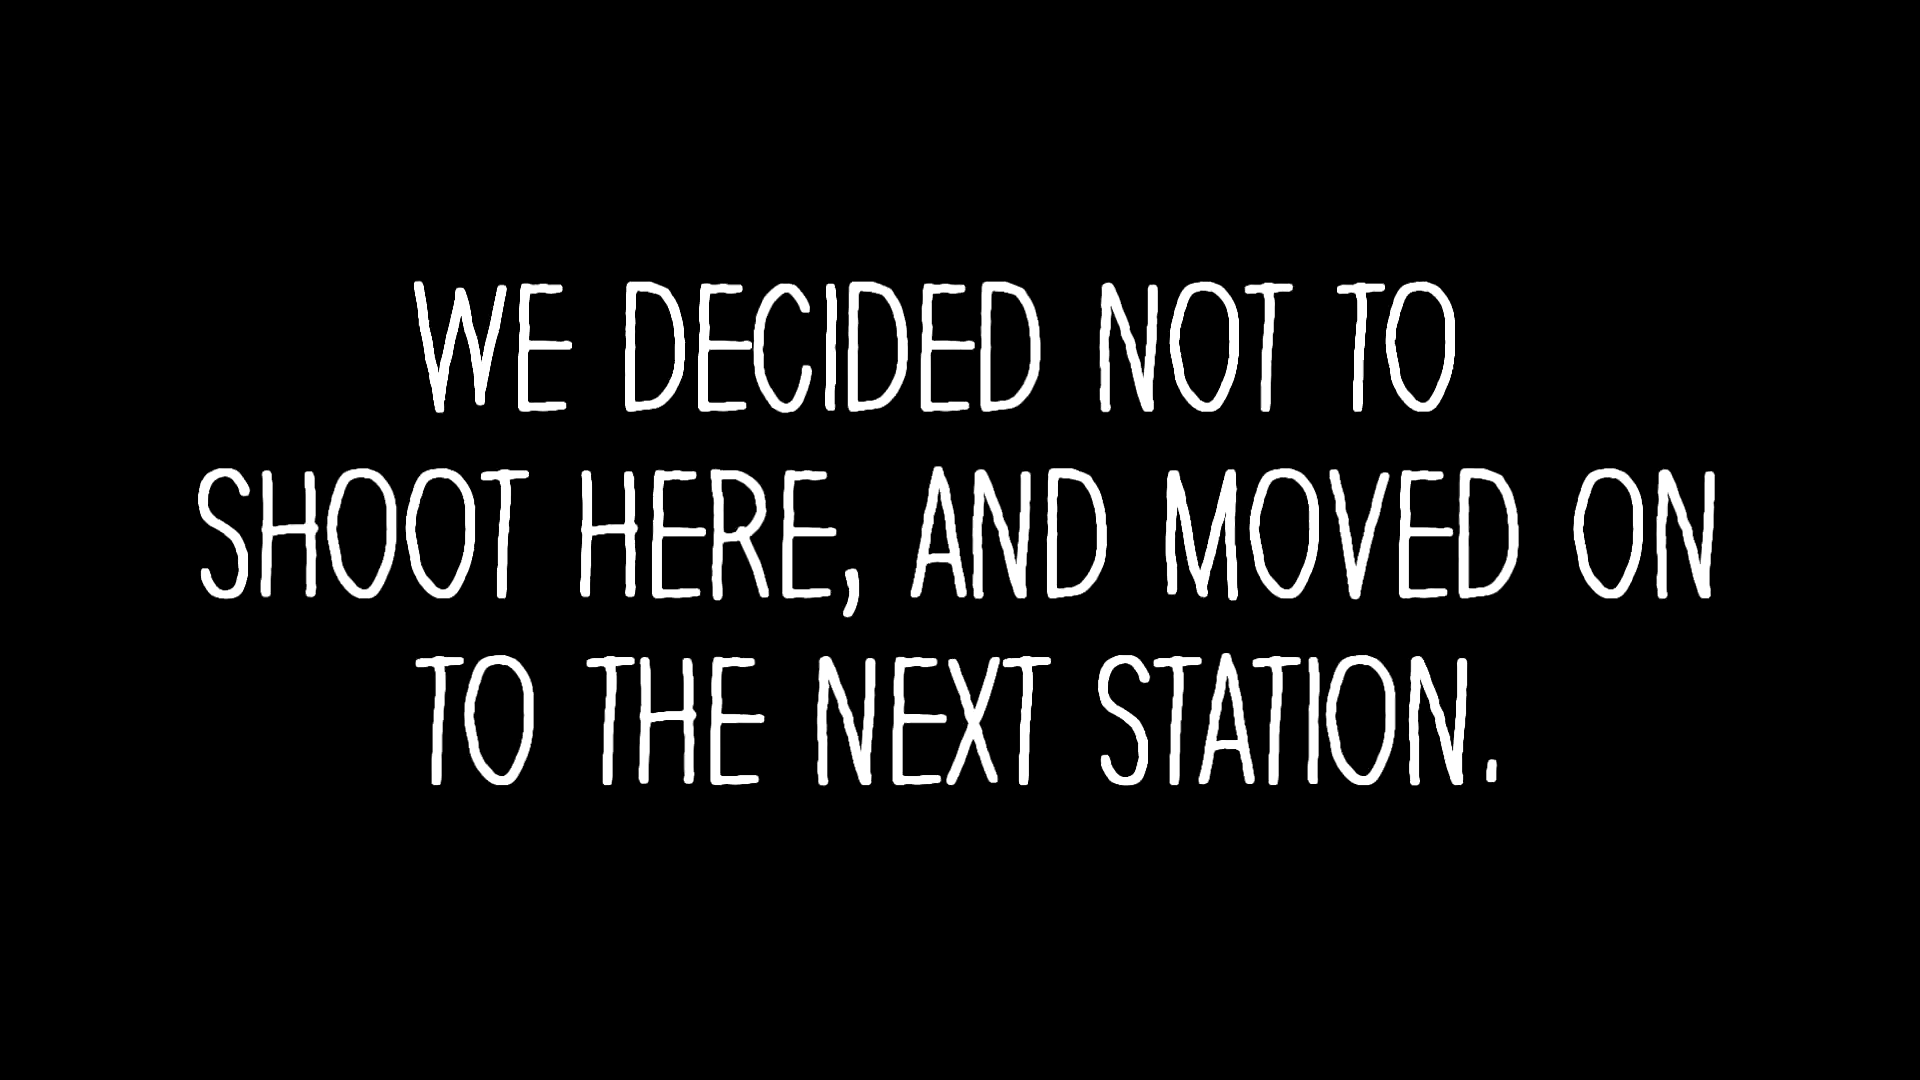 WE DECIDED NOT TO
SHOOT HERE, AND MOVED ON
TO THE NEXT STATION.